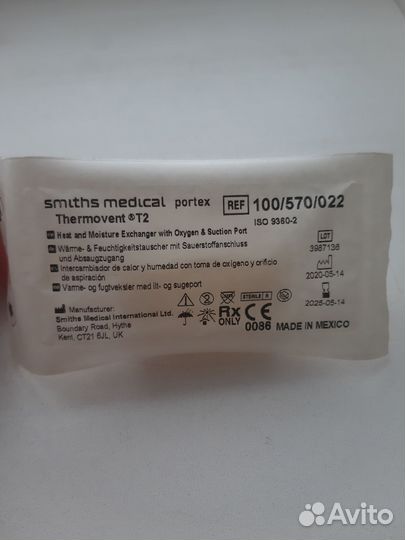 smiths medical portex REF 100/570/022
Thermovent ®T2 ISO 9360-2
Heat and Moisture Exchanger with Oxygen & Suction Port
Wärme- & Feuchtigkeitstauscher mit Sauerstoffanschluss
und Absaugzugang
Intercambiador de calor y humedad con toma de oxígeno y orificio
de aspiración
Varme- og fugtveksler med ilt- og sugeport
LOT
3987136
2020-05-14
2025-05-14
Manufacturer:
Smiths Medical International Ltd.
Boundary Road, Hythe
Kent, CT21 6JL, UK
STERILE R
Rx ONLY
CE
0086 MADE IN MEXICO
Avito